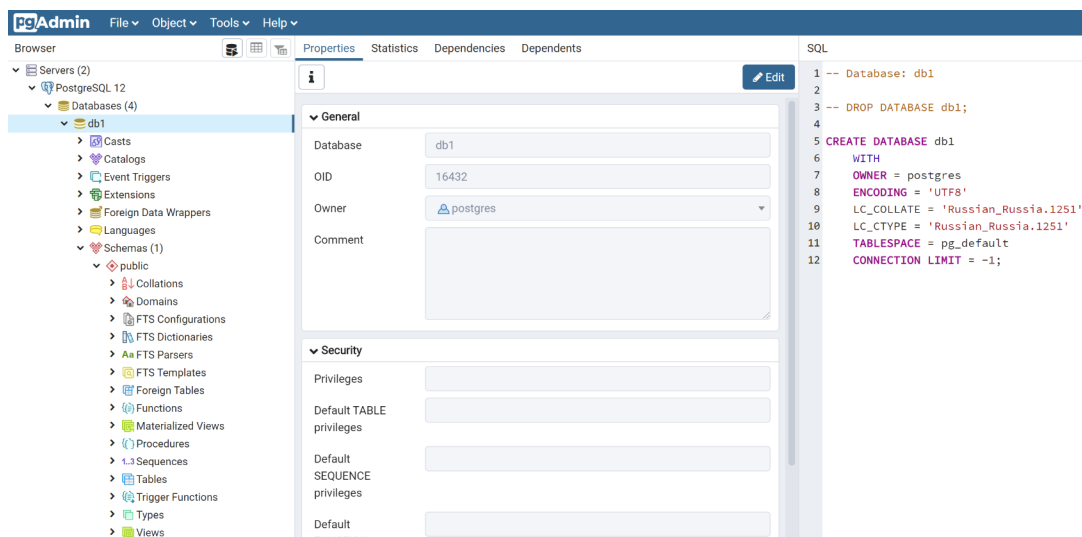 pgAdmin File Object Tools Help
Browser
Properties Statistics Dependencies Dependents
SQL
Servers (2)
PostgreSQL 12
Databases (4)
db1
Casts
Catalogs
Event Triggers
Extensions
Foreign Data Wrappers
Languages
Schemas (1)
public
Collations
Domains
FTS Configurations
FTS Dictionaries
Aa FTS Parsers
FTS Templates
Foreign Tables
Functions
Materialized Views
Procedures
1..3 Sequences
Tables
Trigger Functions
Types
Views
i
Edit
General
Database db1
OID 16432
Owner postgres
Comment
Security
Privileges
Default TABLE
privileges
Default
SEQUENCE
privileges
Default
1 -- Database: db1
2
3 -- DROP DATABASE db1;
4
5 CREATE DATABASE db1
6 WITH
7 OWNER = postgres
8 ENCODING = 'UTF8'
9 LC_COLLATE = 'Russian_Russia.1251'
10 LC_CTYPE = 'Russian_Russia.1251'
11 TABLESPACE = pg_default
12 CONNECTION LIMIT = -1;